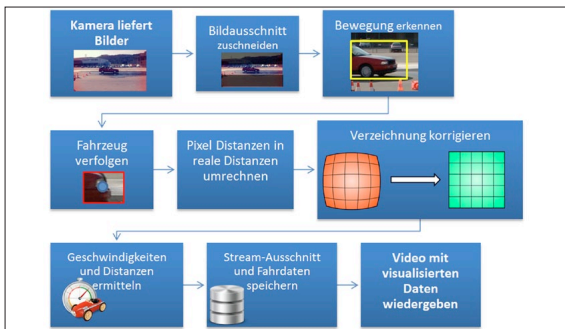 Kamera liefert
Bilder
Bildausschnitt
zuschneiden
Bewegung erkennen
Fahrzeug
verfolgen
Pixel Distanzen in
reale Distanzen
umrechnen
Verzeichnung korrigieren
Geschwindigkeiten
und Distanzen
ermitteln
Stream-Ausschnitt
und Fahrdaten
speichern
Video mit
visualisierten
Daten
wiedergeben